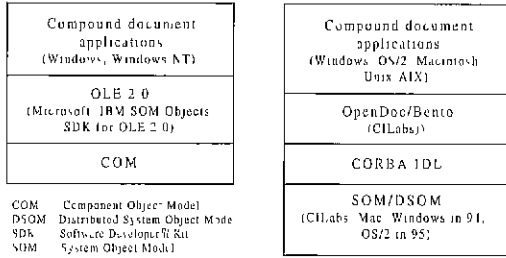 Compound document
applications
(Windows, Windows NT)
OLE 2 0
(Microsoft IBM SOM Objects
SDK for OLE 2 0)
COM
COM Component Object Model
DSOM Distributed System Object Mode
SDK Software Kit
SOM System Object Model
Compound document
applications
(Windows OS/2 Macintosh
Unix AIX)
OpenDoc/Bento
(CILabs)
CORBA IDL
SOM/DSOM
(CILabs Mac Windows in 94,
OS/2 in 95)